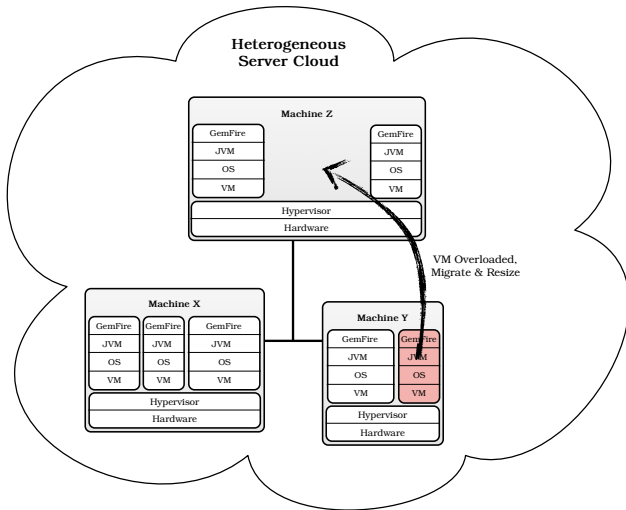 Heterogeneous
Server Cloud
Machine Z
GemFire
JVM
OS
VM
GemFire
JVM
OS
VM
Hypervisor
Hardware
VM Overloaded,
Migrate & Resize
Machine X
GemFire
JVM
OS
VM
GemFire
JVM
OS
VM
GemFire
JVM
OS
VM
Hypervisor
Hardware
Machine Y
GemFire
JVM
OS
VM
GemFire
JVM
OS
VM
Hypervisor
Hardware